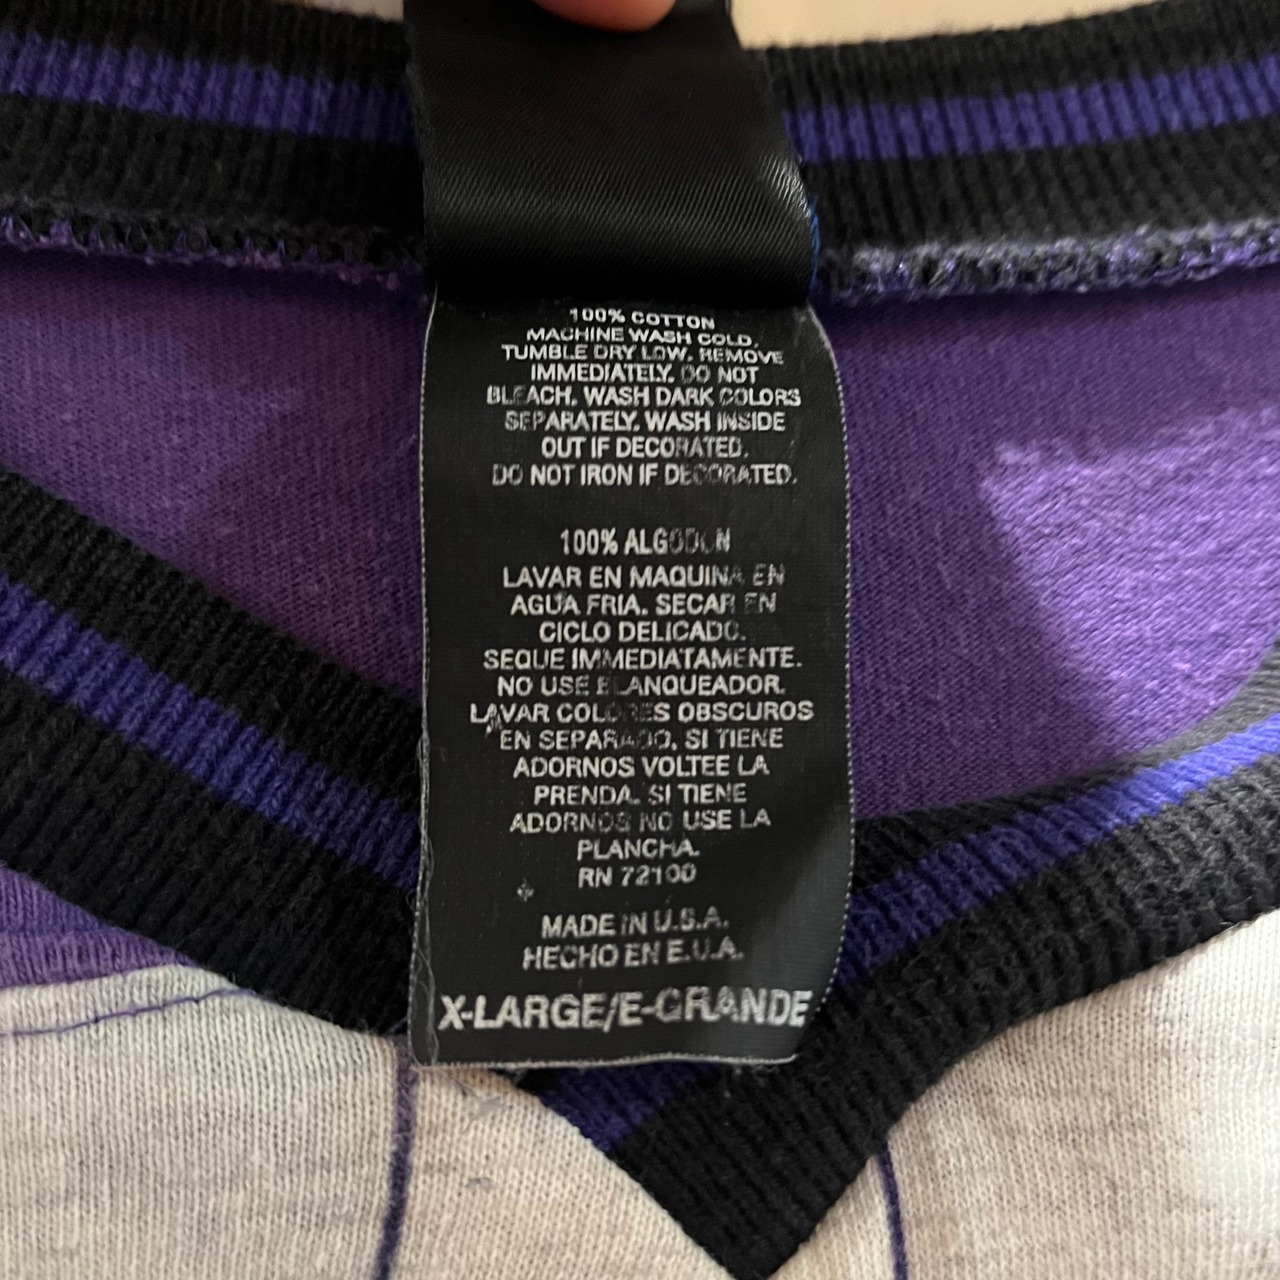 100% COTTON
MACHINE WASH COLD.
TUMBLE DRY LOW. REMOVE
IMMEDIATELY. DO NOT
BLEACH. WASH DARK COLORS
SEPARATELY. WASH INSIDE
OUT IF DECORATED.
DO NOT IRON IF DECORATED.
100% ALGODON
LAVAR EN MAQUINA EN
AGUA FRIA. SECAR EN
CICLO DELICADO.
SEQUE IMMEDIATAMENTE.
NO USE BLANQUEADOR.
LAVAR COLORES OBSCUROS
EN SEPARADO. SI TIENE
ADORNOS VOLTEE LA
PRENDA. SI TIENE
ADORNOS NO USE LA
PLANCHA.
RN 72100
MADE IN U.S.A.
HECHO EN E.U.A.
X-LARGE/E-GRANDE